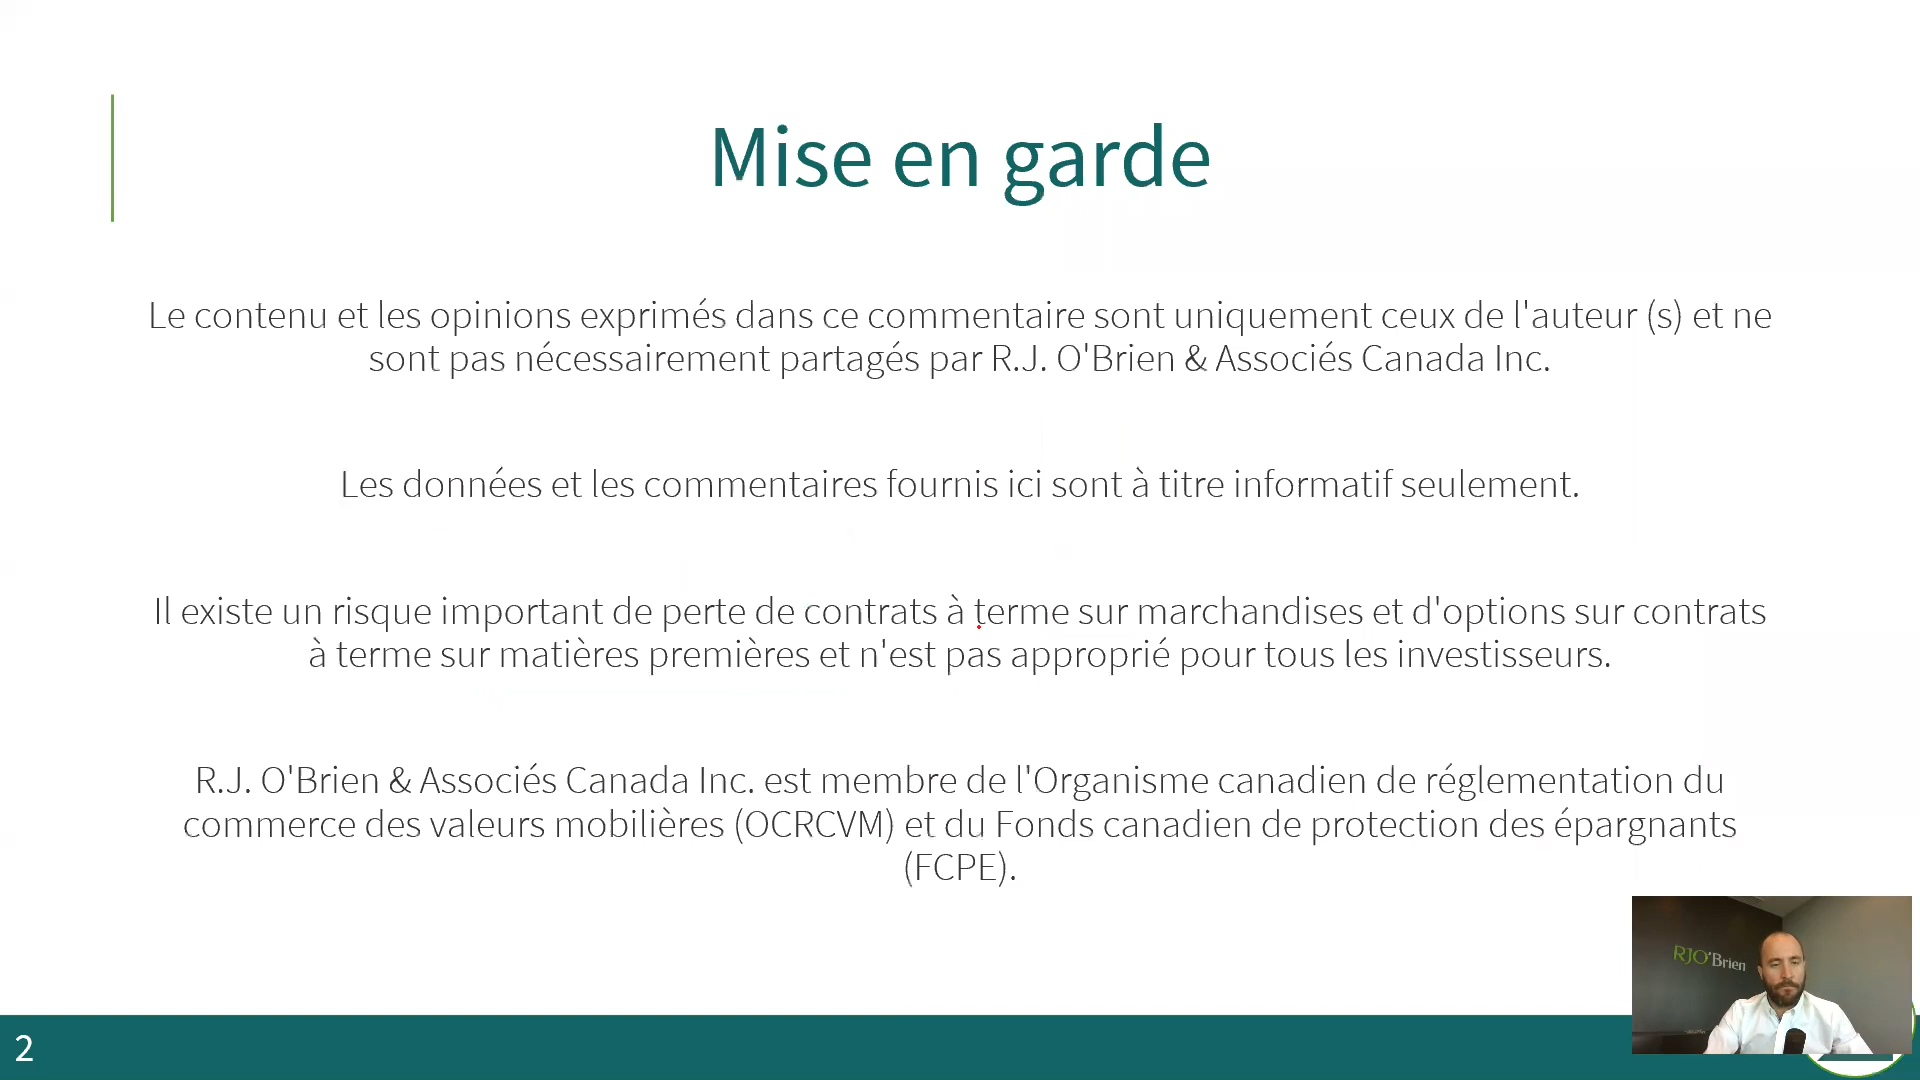 Mise en garde
Le contenu et les opinions exprimés dans ce commentaire sont uniquement ceux de l'auteur (s) et ne
sont pas nécessairement partagés par R.J. O'Brien & Associés Canada Inc.
Les données et les commentaires fournis ici sont à titre informatif seulement.
Il existe un risque important de perte de contrats à terme sur marchandises et d'options sur contrats
à terme sur matières premières et n'est pas approprié pour tous les investisseurs.
R.J. O'Brien & Associés Canada Inc. est membre de l'Organisme canadien de réglementation du
commerce des valeurs mobilières (OCRCVM) et du Fonds canadien de protection des épargnants
(FCPE).
RJO'Brien
2